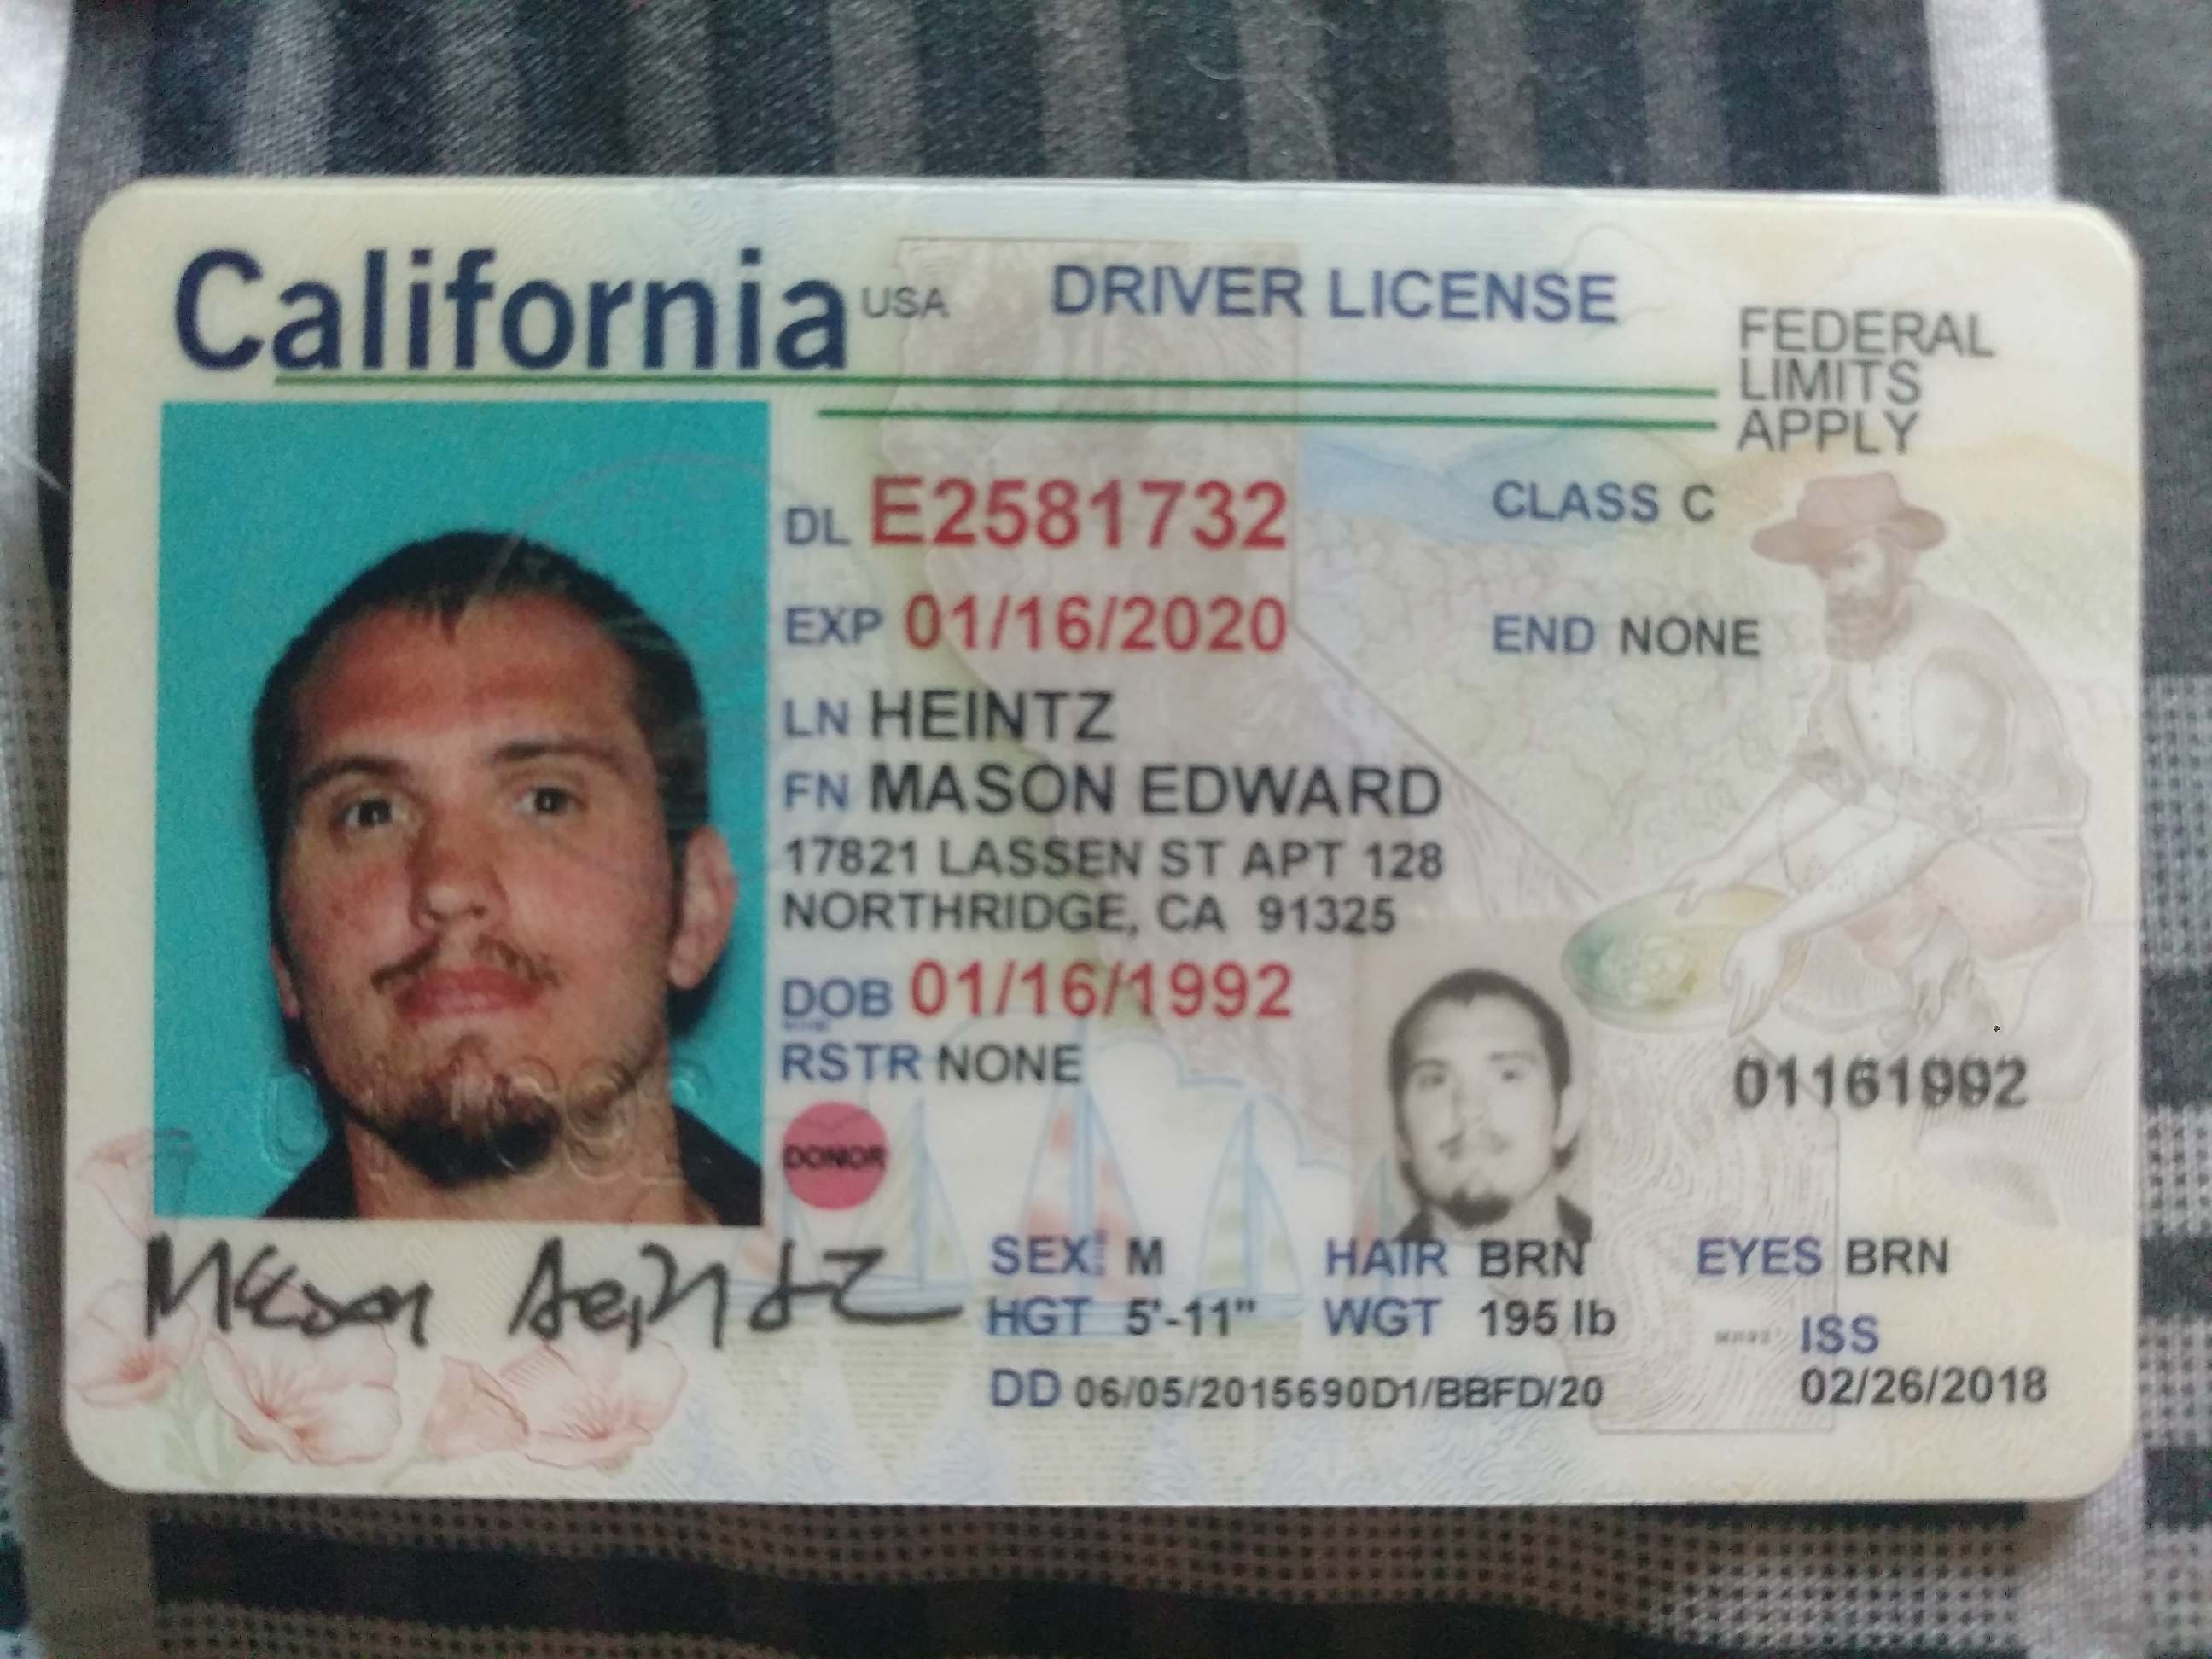 California USA DRIVER LICENSE
FEDERAL
LIMITS
APPLY
DL E2581732
CLASS C
EXP 01/16/2020
END NONE
LN HEINTZ
FN MASON EDWARD
17821 LASSEN ST APT 128
NORTHRIDGE, CA 91325
DOB 01/16/1992
RSTR NONE
01161992
DONOR
Mason Heintz
SEX M HAIR BRN EYES BRN
HGT 5'-11" WGT 195 lb
ISS
DD 06/05/2015690D1/BBFD/20
02/26/2018